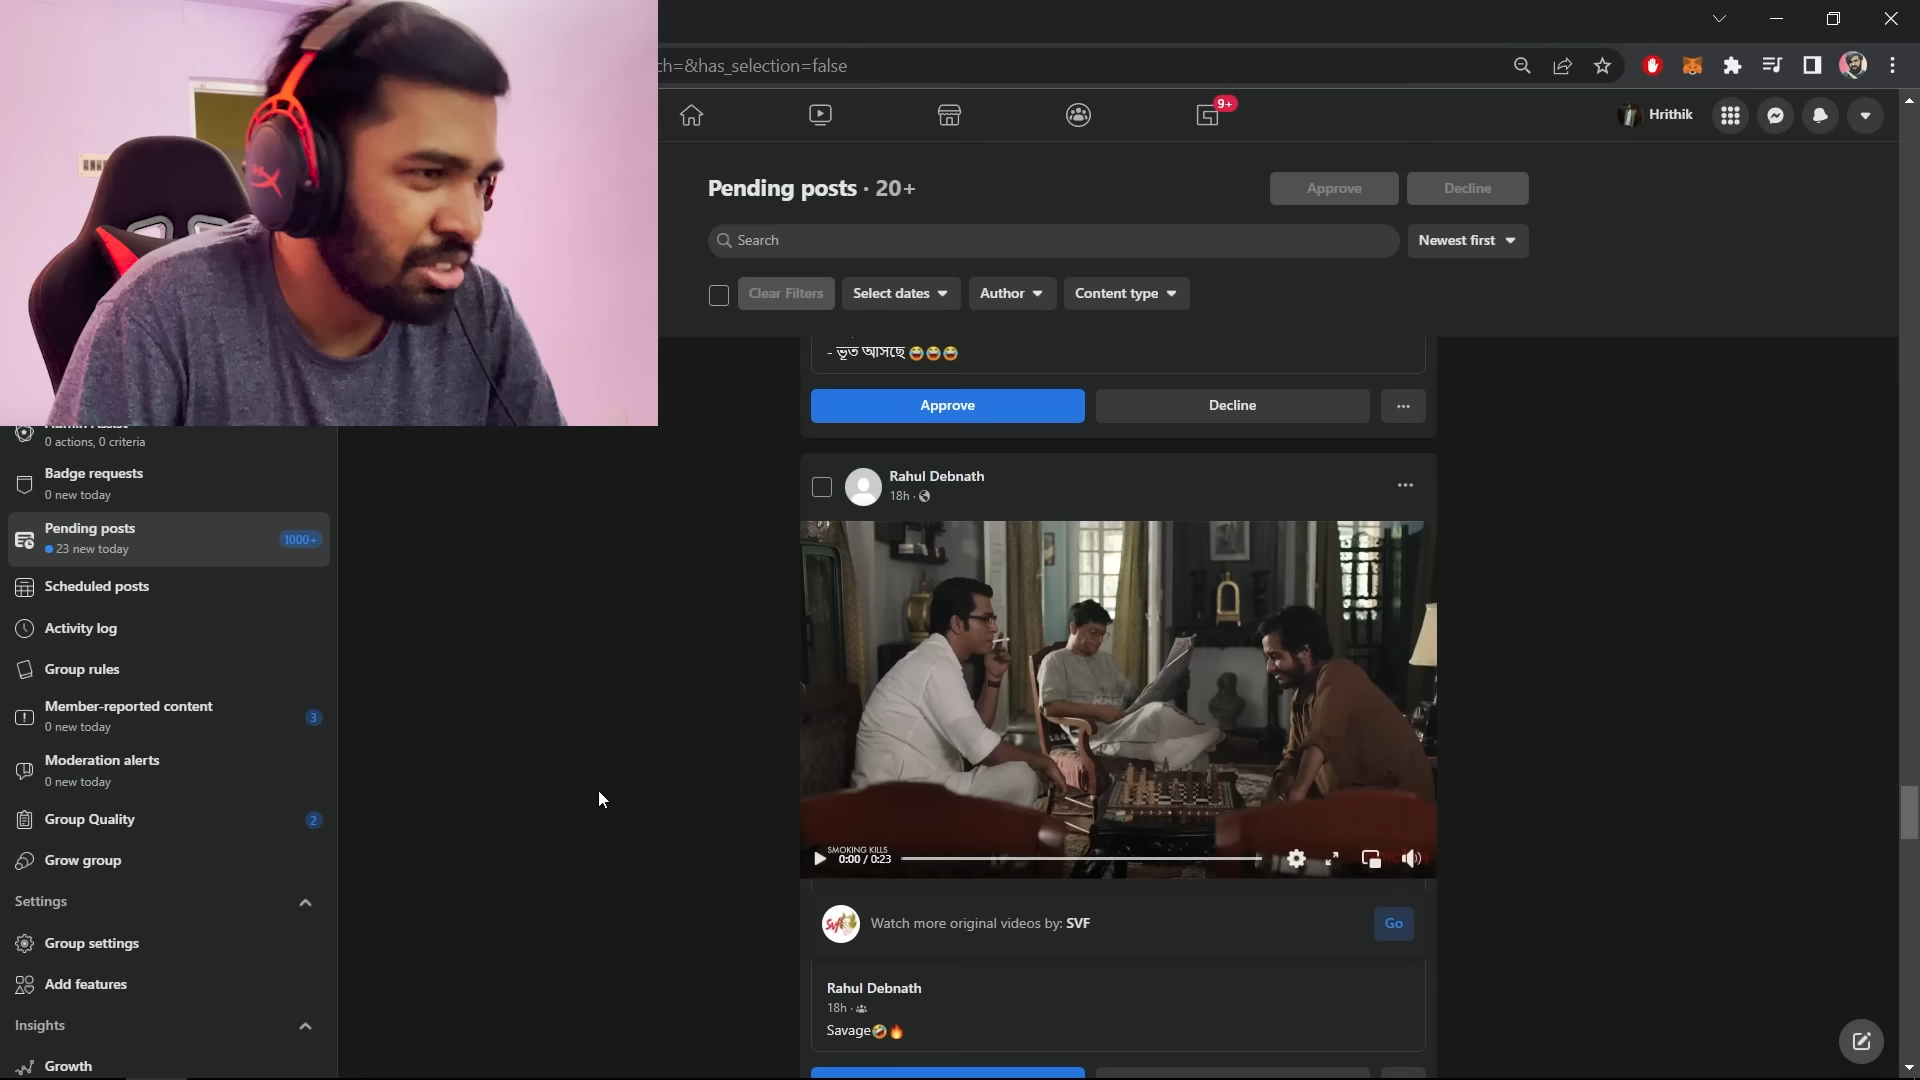 ch=&has_selection=false
9+
Hrithik
Pending posts · 20+
Approve
Decline
Search
Newest first
Clear Filters
Select dates
Author
Content type
- ভূত আসছে 😂😂😂
Approve
Decline
0 actions, 0 criteria
Badge requests
0 new today
Pending posts
23 new today
1000+
Scheduled posts
Activity log
Group rules
Member-reported content
0 new today
3
Moderation alerts
0 new today
Group Quality
2
Grow group
Settings
Group settings
Add features
Insights
Growth
Rahul Debnath
18h ·
SMOKING KILLS
0:00 / 0:23
SVF
Watch more original videos by: SVF
Go
Rahul Debnath
18h ·
Savage🤣🔥